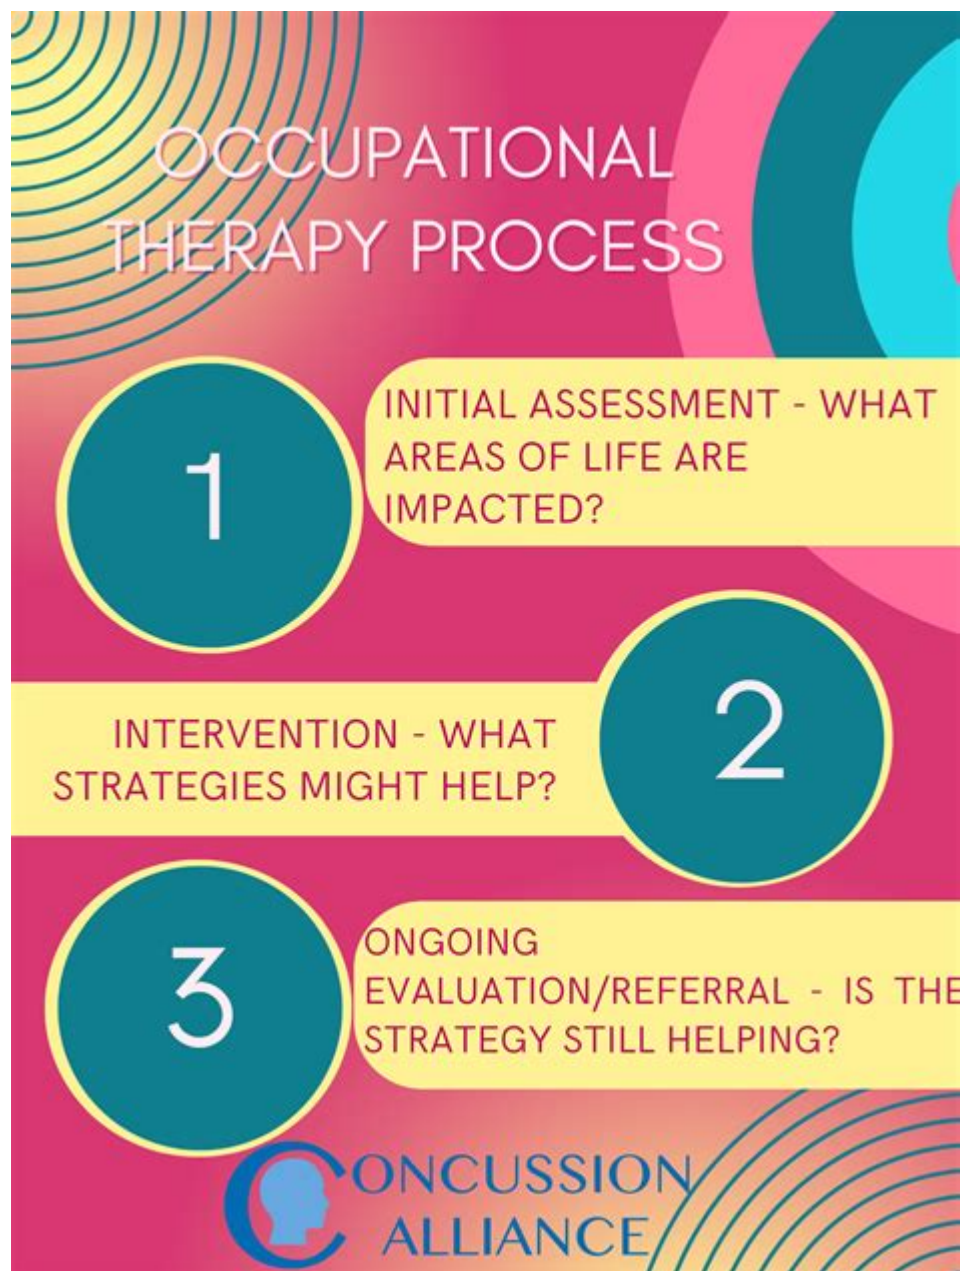 OCCUPATIONAL
THERAPY PROCESS
1
INITIAL ASSESSMENT - WHAT
AREAS OF LIFE ARE
IMPACTED?
INTERVENTION - WHAT
STRATEGIES MIGHT HELP?
2
3
ONGOING
EVALUATION/REFERRAL - IS THE
STRATEGY STILL HELPING?
CONCUSSION
ALLIANCE